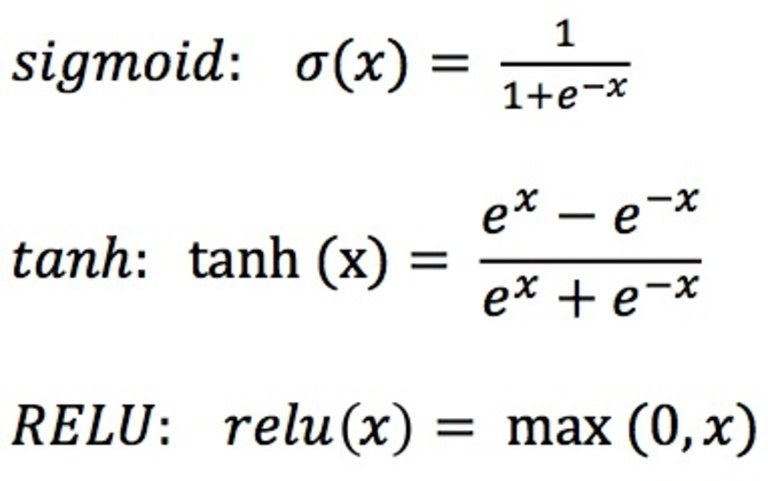 sigmoid: σ(x) = 1/(1+e^{-x})
tanh: tanh (x) = (e^x − e^{-x})/(e^x + e^{-x})
RELU: relu(x) = max (0, x)